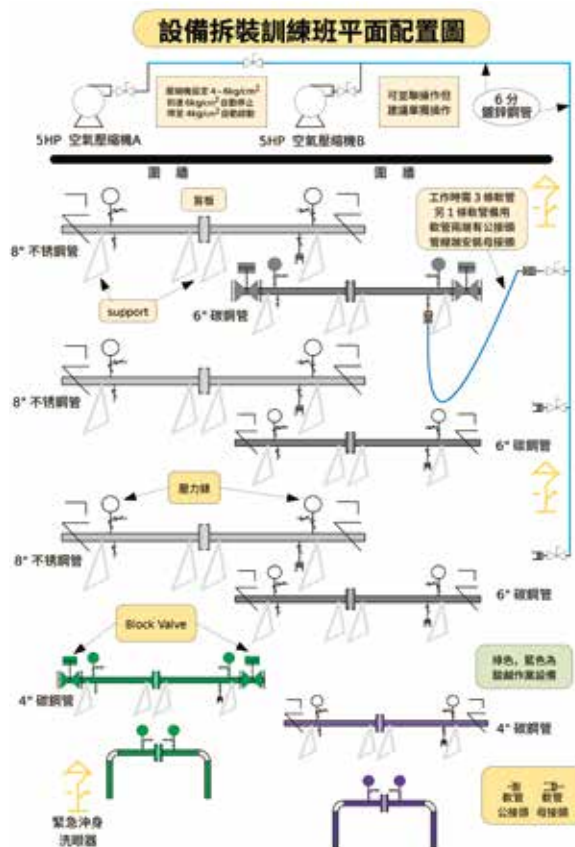 設備拆裝訓練班平面配置圖
壓縮機設定 4~6kg/cm²
到達 6kg/cm² 自動停止
降至 4kg/cm² 自動啟動
可並聯操作但
建議單獨操作
6 分
鍍鋅鋼管
5HP 空氣壓縮機A
5HP 空氣壓縮機B
圍牆
圍牆
盲板
工作時需 3 條軟管
另 1 條軟管備用
軟管兩端有公接頭
管線端安裝母接頭
8" 不銹鋼管
support
6" 碳鋼管
8" 不銹鋼管
6" 碳鋼管
壓力錶
8" 不銹鋼管
6" 碳鋼管
Block Valve
綠色，藍色為
酸鹼作業設備
4" 碳鋼管
4" 碳鋼管
緊急沖身
洗眼器
軟管 軟管
公接頭 母接頭